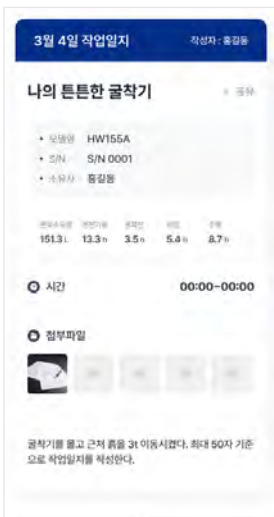 3월 4일 작업일지
작성자 : 홍길동
나의 튼튼한 굴착기
공유
• 모델명 HW155A
• S/N S/N 0001
• 소유자 홍길동
151.3 L 13.3 h 3.5 h 5.4 h 8.7 h
시간 00:00~00:00
첨부파일
굴착기를 몰고 근처 흙을 3t 이동시켰다. 최대 50자 기준
으로 작업일지를 작성한다.